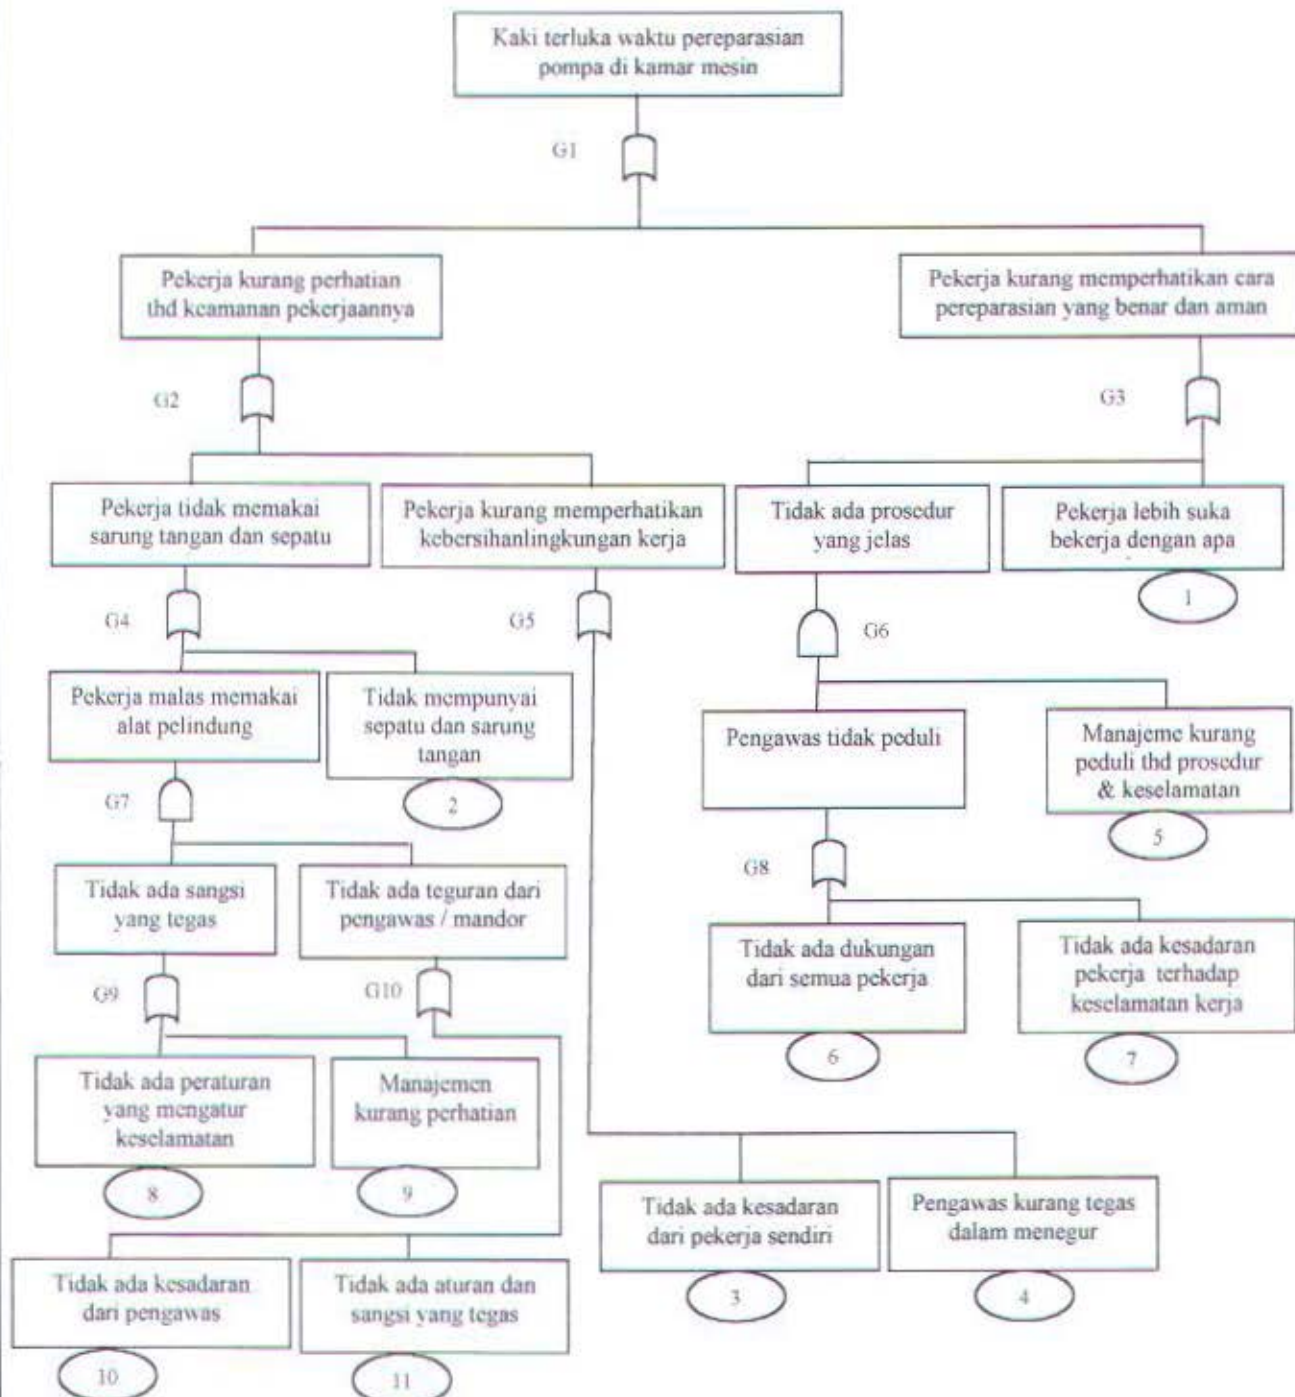 Kaki terluka waktu pereparasian
pompa di kamar mesin
G1
Pekerja kurang perhatian
thd keamanan pekerjaannya
Pekerja kurang memperhatikan cara
pereparasian yang benar dan aman
G2
G3
Pekerja tidak memakai
sarung tangan dan sepatu
Pekerja kurang memperhatikan
kebersihanlingkungan kerja
Tidak ada prosedur
yang jelas
Pekerja lebih suka
bekerja dengan apa
1
G4
G5
G6
Pekerja malas memakai
alat pelindung
Tidak mempunyai
sepatu dan sarung
tangan
2
Pengawas tidak peduli
Manajeme kurang
peduli thd prosedur
& keselamatan
5
G7
G8
Tidak ada sangsi
yang tegas
Tidak ada teguran dari
pengawas / mandor
Tidak ada dukungan
dari semua pekerja
6
Tidak ada kesadaran
pekerja terhadap
keselamatan kerja
7
G9
G10
Tidak ada peraturan
yang mengatur
keselamatan
8
Manajemen
kurang perhatian
9
Tidak ada kesadaran
dari pekerja sendiri
3
Pengawas kurang tegas
dalam menegur
4
Tidak ada kesadaran
dari pengawas
10
Tidak ada aturan dan
sangsi yang tegas
11